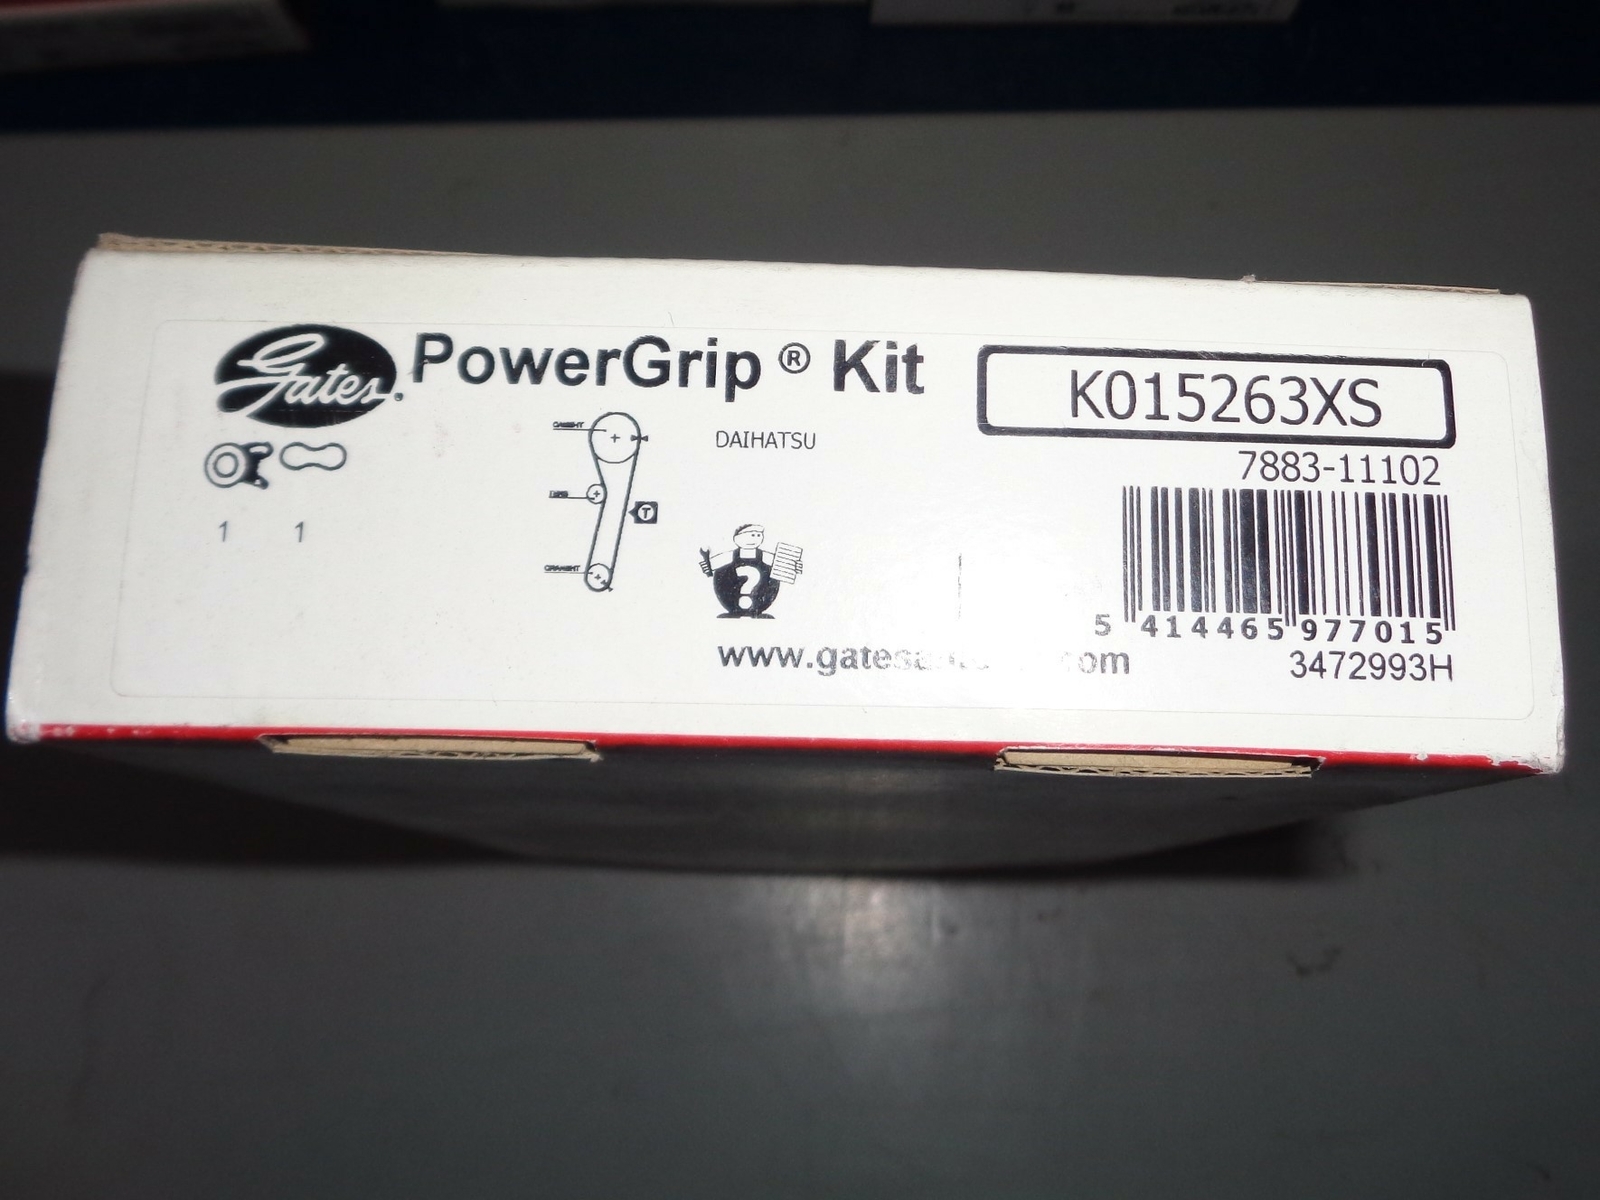 Gates. PowerGrip ® Kit
K015263XS
DAIHATSU
7883-11102
1 1
T
?
5 414465 977015
3472993H